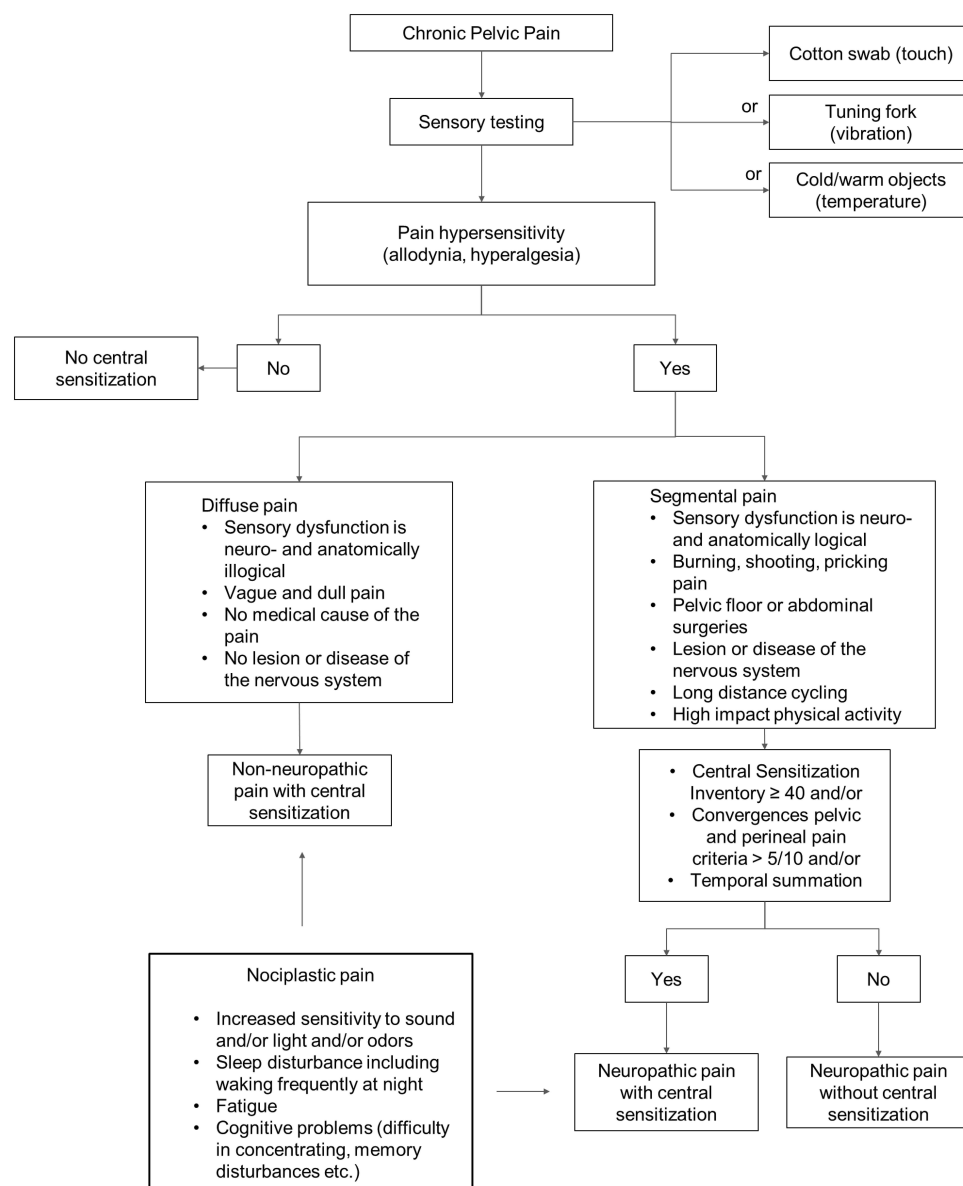 Chronic Pelvic Pain
Cotton swab (touch)
Sensory testing
or
Tuning fork
(vibration)
or
Cold/warm objects
(temperature)
Pain hypersensitivity
(allodynia, hyperalgesia)
No central
sensitization
No
Yes
Diffuse pain
• Sensory dysfunction is
neuro- and anatomically
illogical
• Vague and dull pain
• No medical cause of the
pain
• No lesion or disease of
the nervous system
Segmental pain
• Sensory dysfunction is neuro-
and anatomically logical
• Burning, shooting, pricking
pain
• Pelvic floor or abdominal
surgeries
• Lesion or disease of the
nervous system
• Long distance cycling
• High impact physical activity
Non-neuropathic
pain with central
sensitization
• Central Sensitization
Inventory ≥ 40 and/or
• Convergences pelvic
and perineal pain
criteria > 5/10 and/or
• Temporal summation
Yes
No
Nociplastic pain
• Increased sensitivity to sound
and/or light and/or odors
• Sleep disturbance including
waking frequently at night
• Fatigue
• Cognitive problems (difficulty
in concentrating, memory
disturbances etc.)
Neuropathic pain
with central
sensitization
Neuropathic pain
without central
sensitization